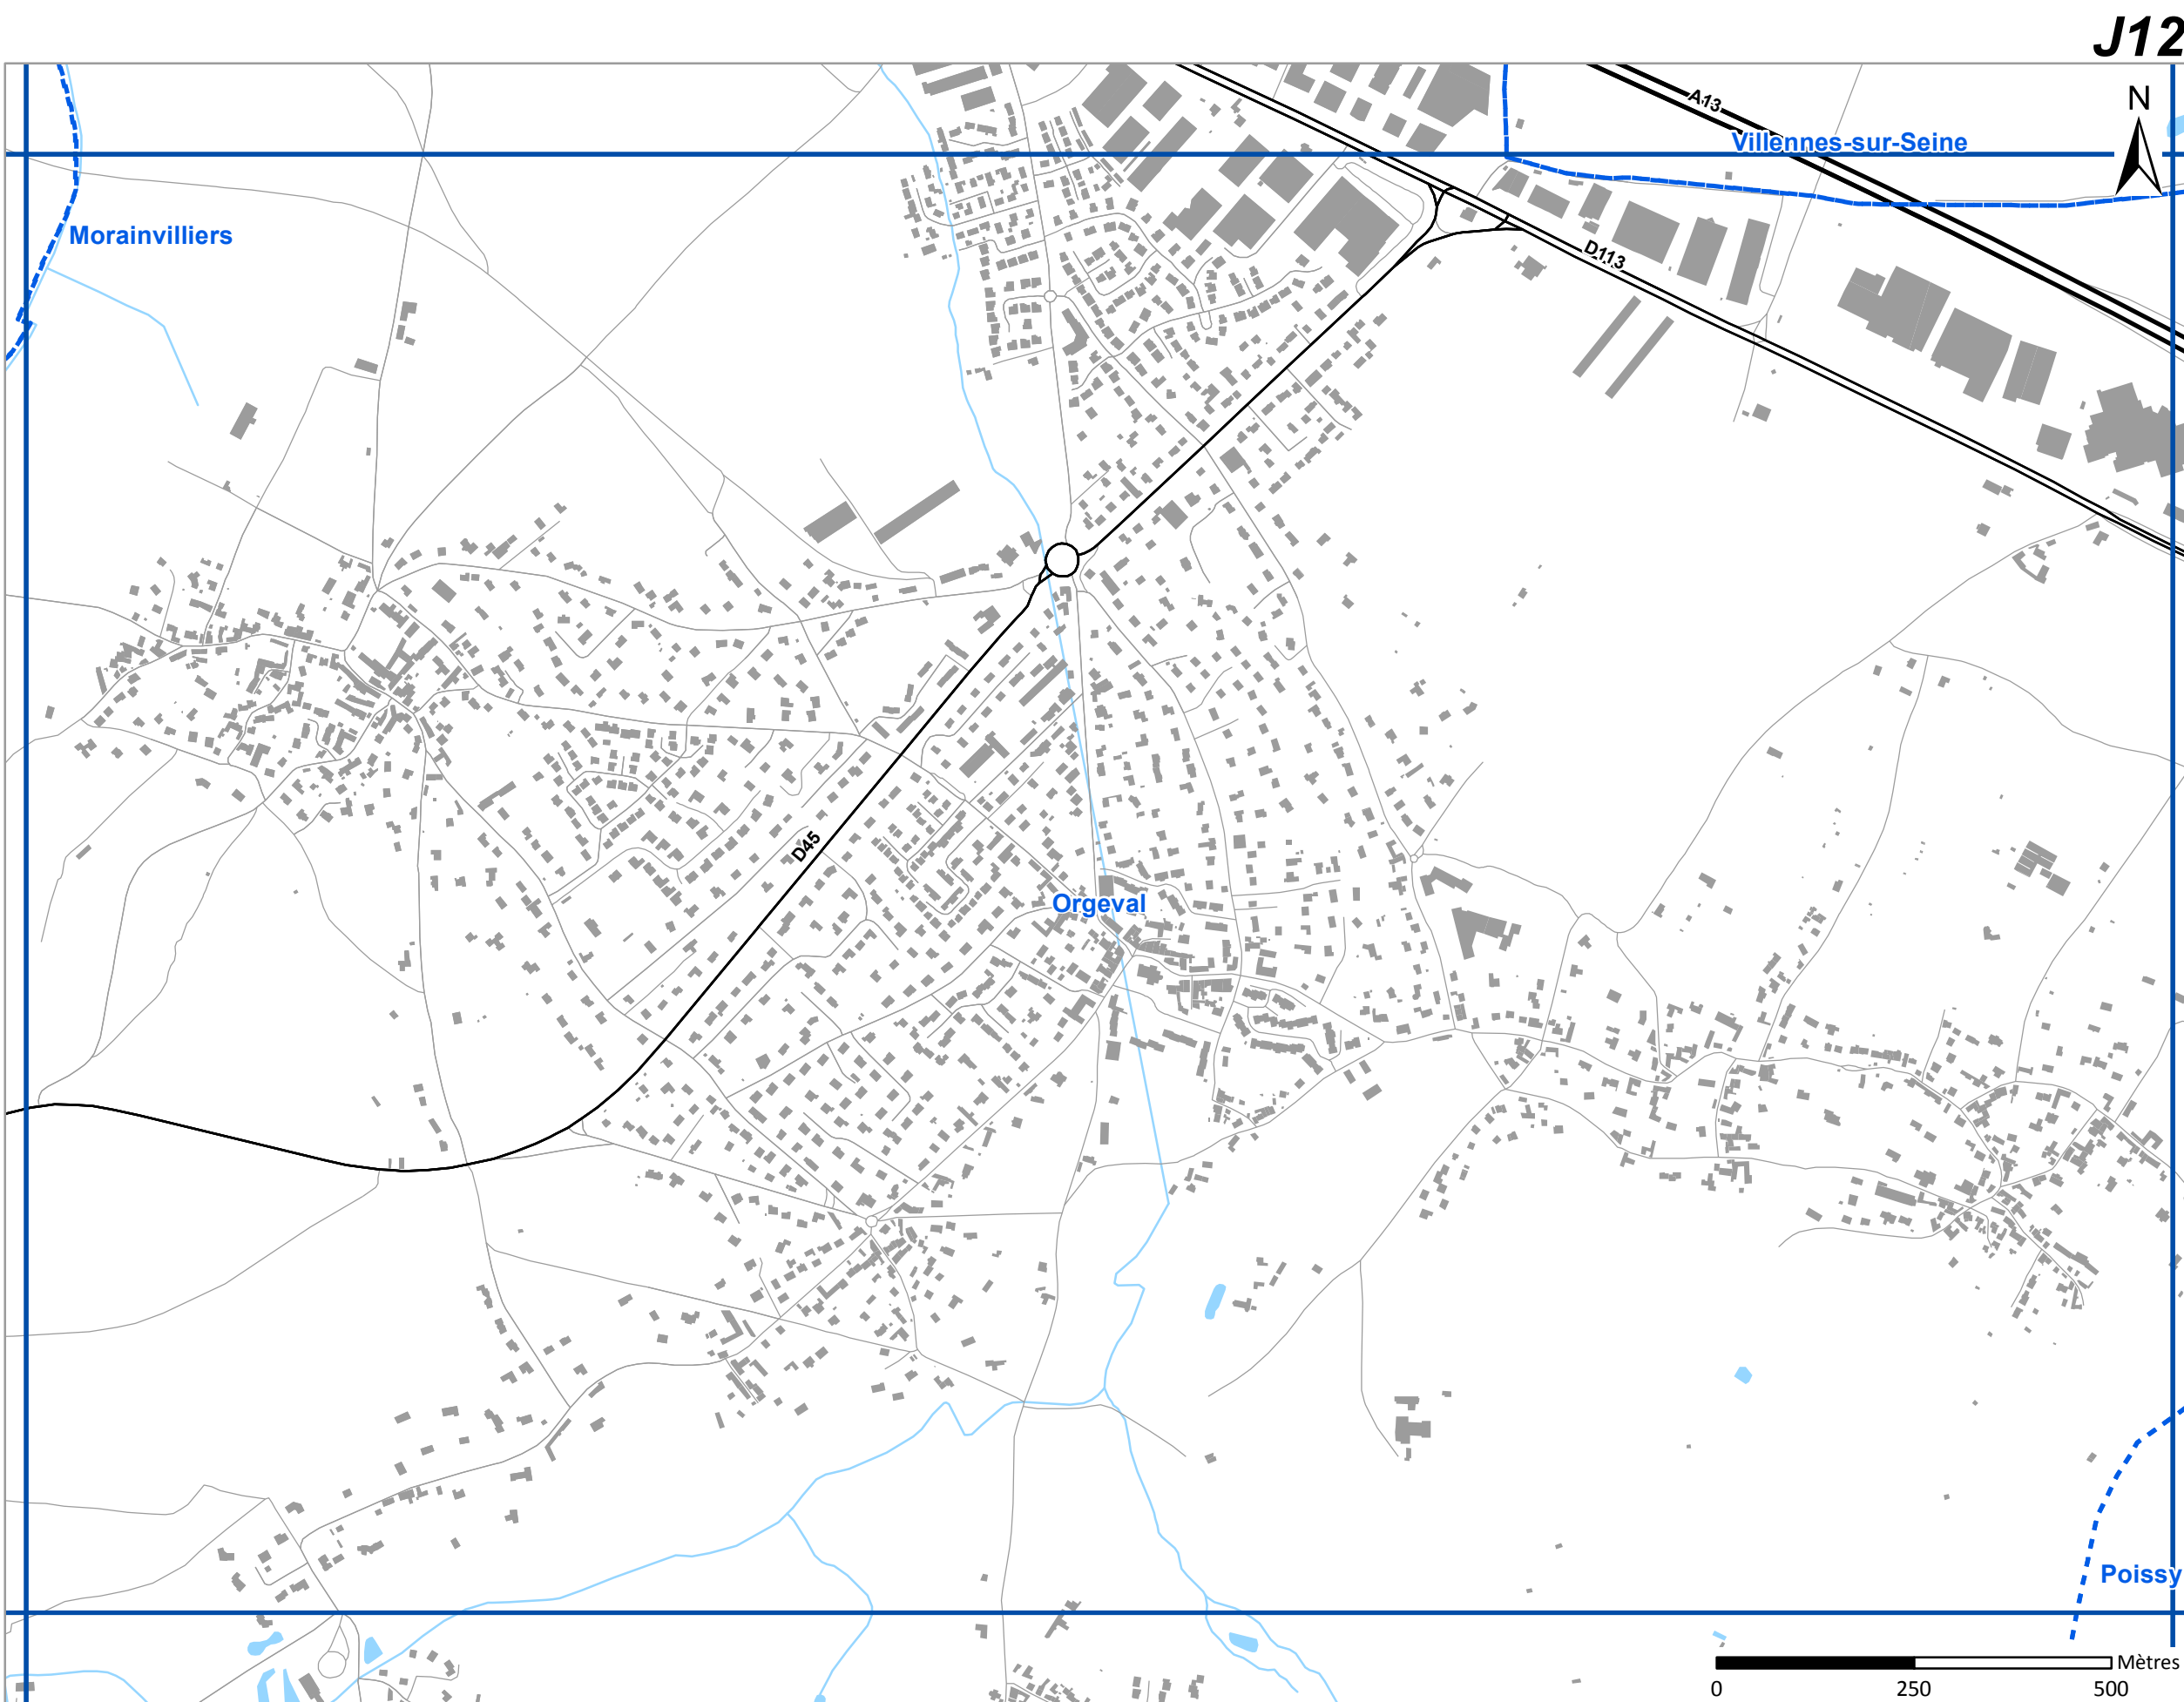 J12
N
A13
Villennes-sur-Seine
Morainvilliers
D113
D45
Orgeval
Poissy
Mètres
0 250 500